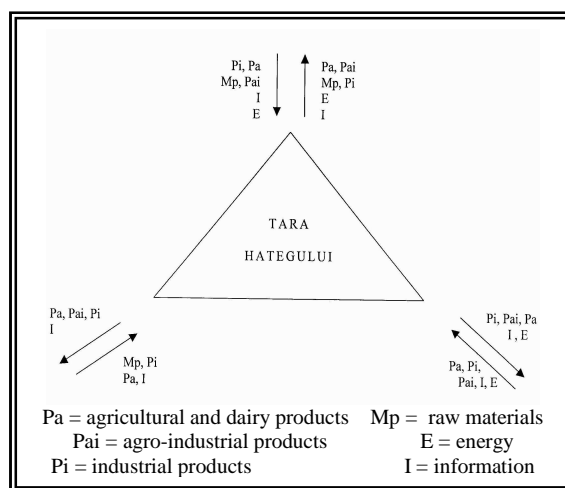 Pi, Pa
Mp, Pai
I
E
Pa, Pai
Mp, Pi
E
I
TARA
HATEGULUI
Pa, Pai, Pi
I
Mp, Pi
Pa, I
Pi, Pai, Pa
I , E
Pa, Pi,
Pai, I, E
Pa = agricultural and dairy products Mp = raw materials
Pai = agro-industrial products E = energy
Pi = industrial products I = information